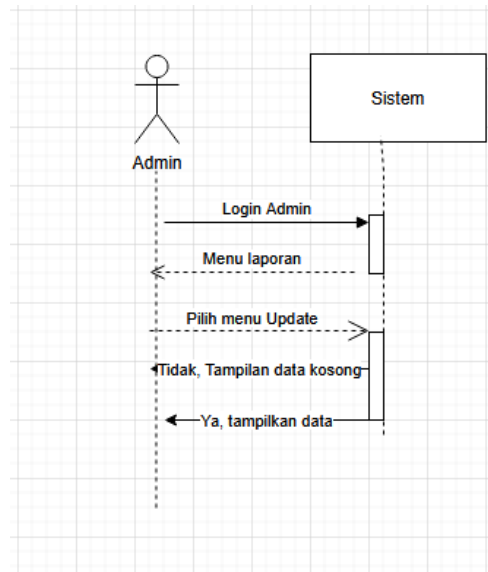 Sistem
Admin
Login Admin
Menu laporan
Pilih menu Update
Tidak, Tampilan data kosong
Ya, tampilkan data